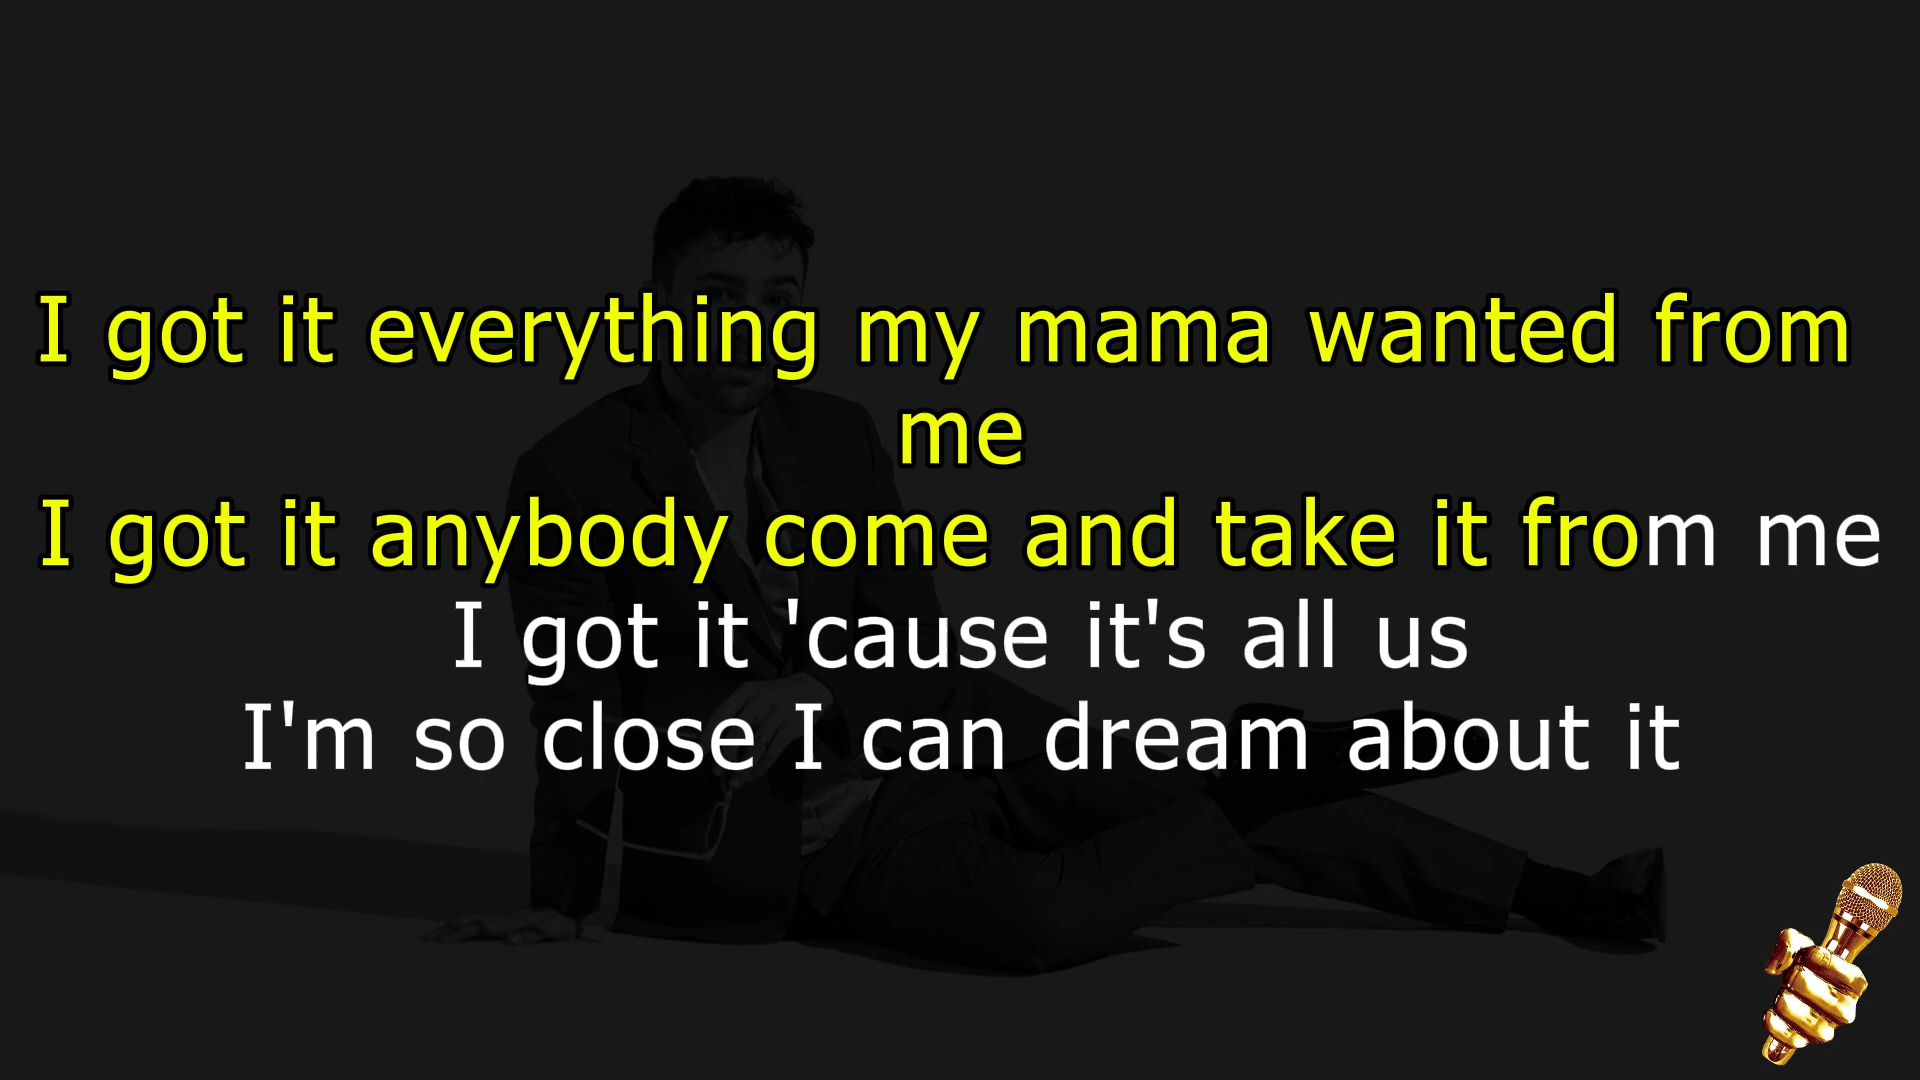 I got it everything my mama wanted from
me
I got it anybody come and take it from me
I got it 'cause it's all us
I'm so close I can dream about it